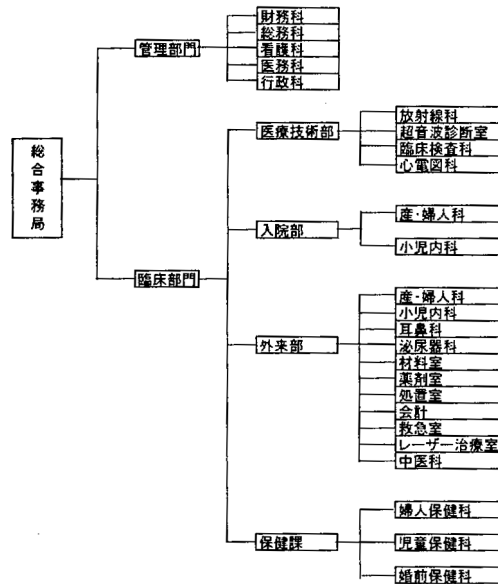 総合事務局
管理部門
財務科
総務科
看護科
医務科
行政科
臨床部門
医療技術部
放射線科
超音波診断室
臨床検査科
心電図科
入院部
産・婦人科
小児内科
外来部
産・婦人科
小児内科
耳鼻科
泌尿器科
材料室
薬剤室
処置室
会計
救急室
レーザー治療室
中医科
保健課
婦人保健科
児童保健科
婚前保健科